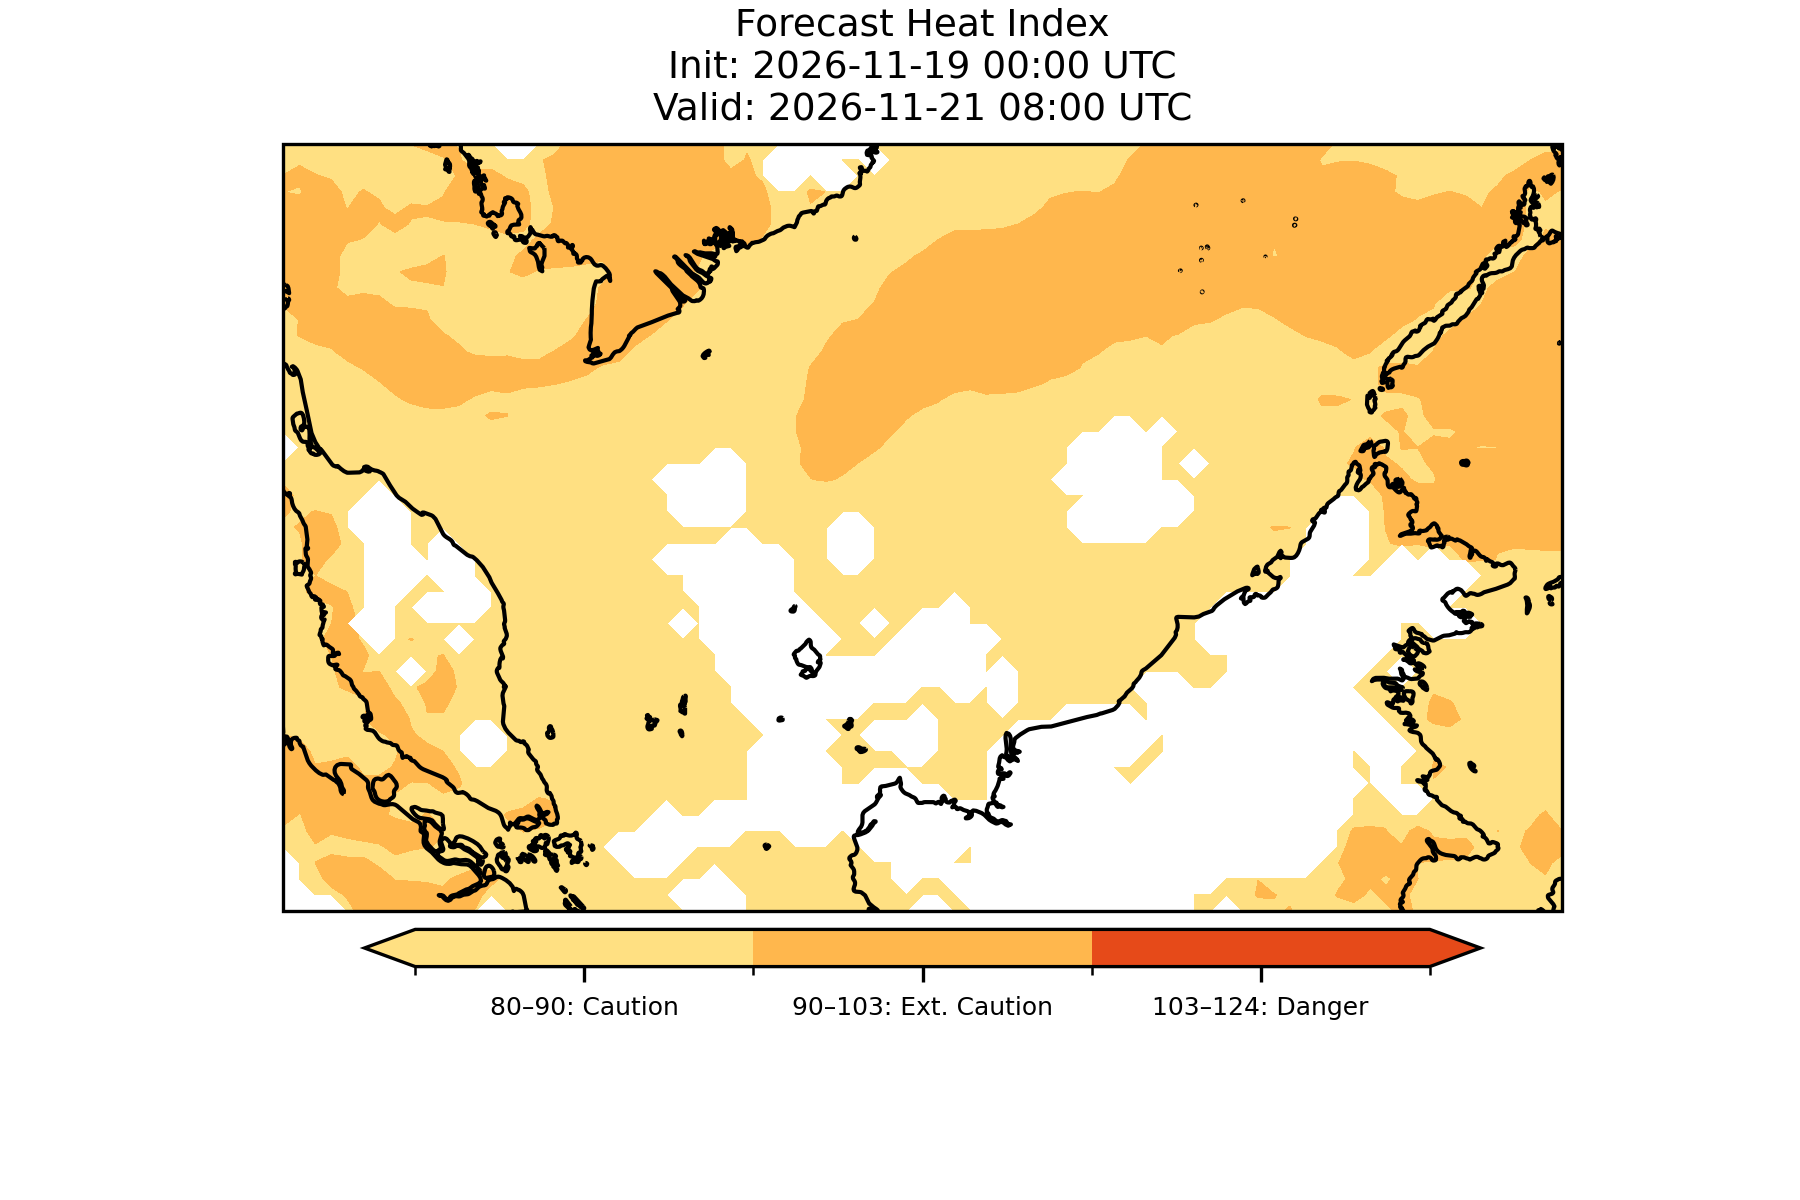 Forecast Heat Index
Init: 2026-11-19 00:00 UTC
Valid: 2026-11-21 08:00 UTC
80–90: Caution
90–103: Ext. Caution
103–124: Danger